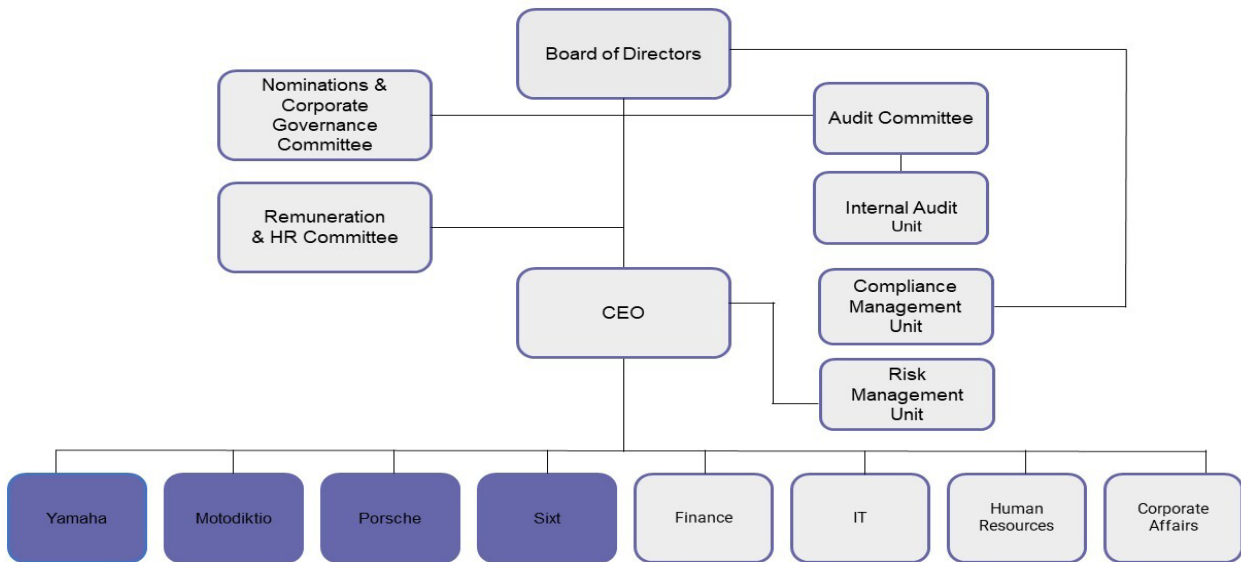 Board of Directors
Nominations &
Corporate
Governance
Committee
Audit Committee
Remuneration
& HR Committee
Internal Audit
Unit
CEO
Compliance
Management
Unit
Risk
Management
Unit
Yamaha
Motodiktio
Porsche
Sixt
Finance
IT
Human
Resources
Corporate
Affairs